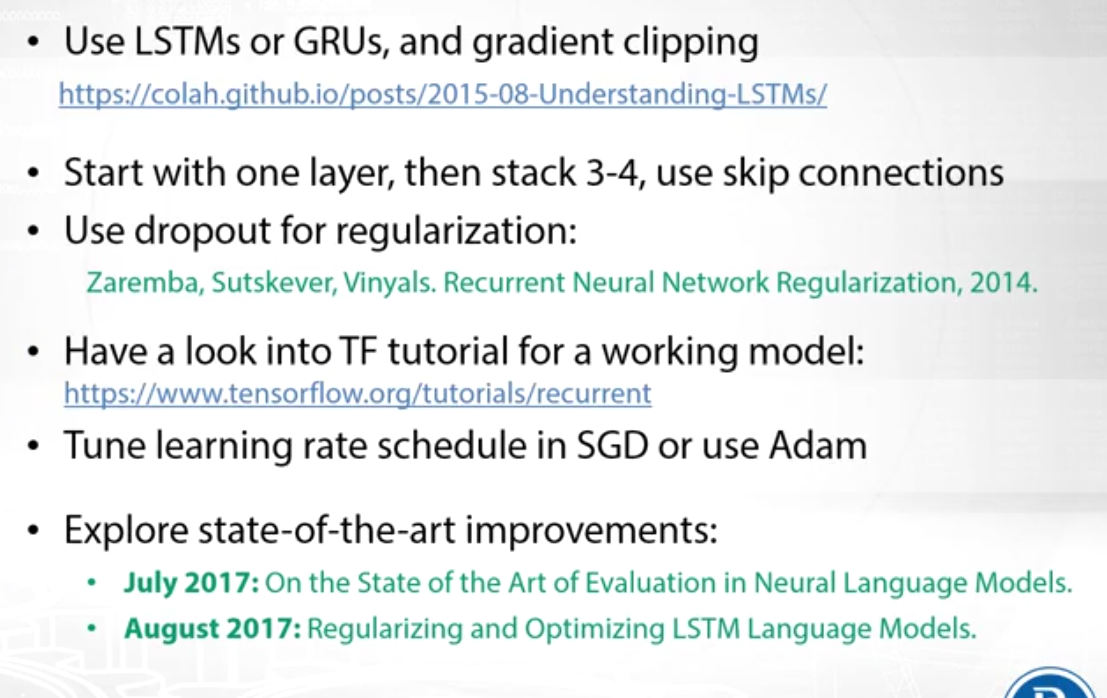 • Use LSTMs or GRUs, and gradient clipping
https://colah.github.io/posts/2015-08-Understanding-LSTMs/
• Start with one layer, then stack 3-4, use skip connections
• Use dropout for regularization:
Zaremba, Sutskever, Vinyals. Recurrent Neural Network Regularization, 2014.
• Have a look into TF tutorial for a working model:
https://www.tensorflow.org/tutorials/recurrent
• Tune learning rate schedule in SGD or use Adam
• Explore state-of-the-art improvements:
• July 2017: On the State of the Art of Evaluation in Neural Language Models.
• August 2017: Regularizing and Optimizing LSTM Language Models.